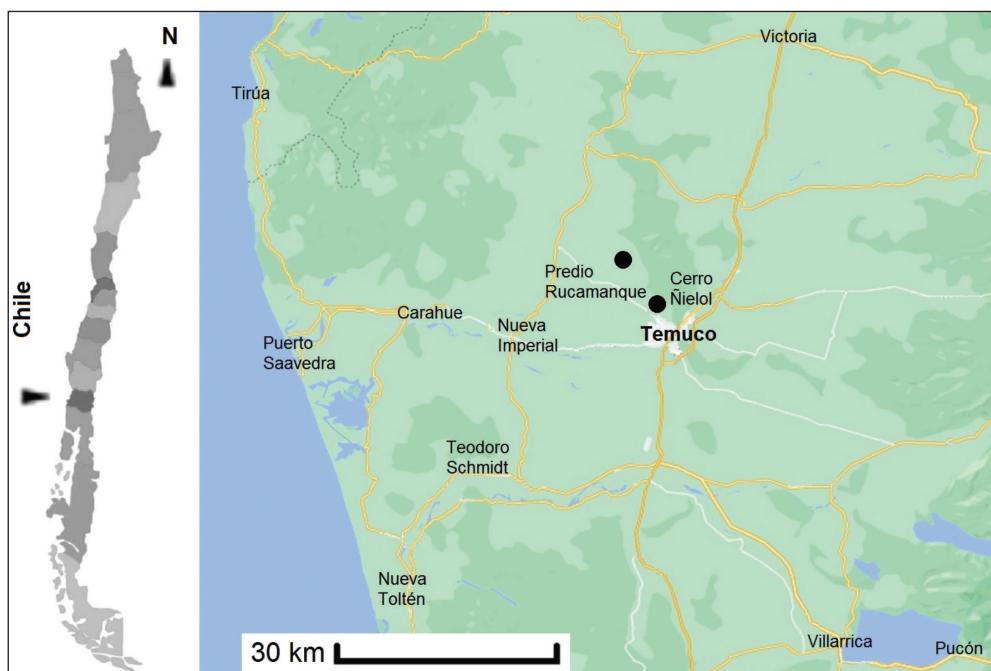 N
Chile
Victoria
Tirúa
Predio
Rucamanque
Cerro
Ñielol
Carahue
Nueva
Imperial
Temuco
Puerto
Saavedra
Teodoro
Schmidt
Nueva
Toltén
Villarrica
Pucón
30 km